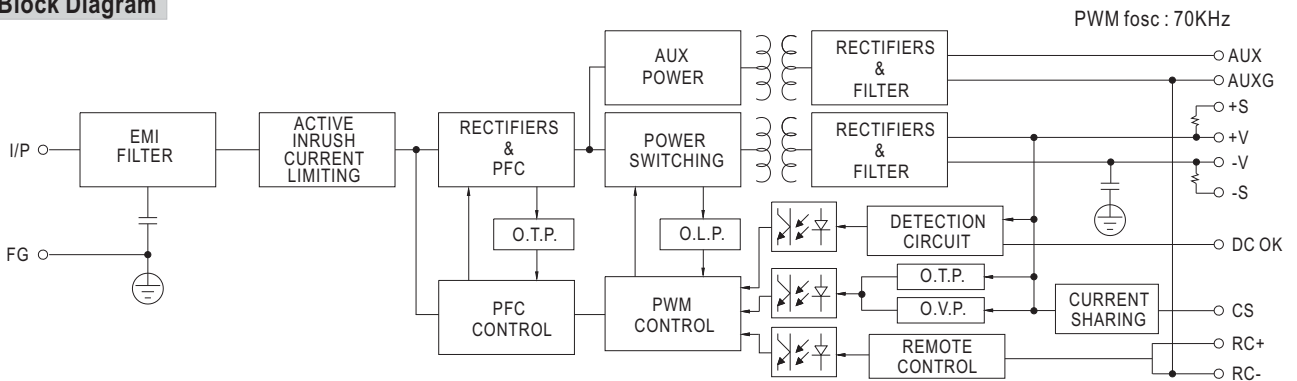 Block Diagram
PWM fosc : 70KHz
I/P
FG
EMI
FILTER
ACTIVE
INRUSH
CURRENT
LIMITING
RECTIFIERS
&
PFC
O.T.P.
PFC
CONTROL
AUX
POWER
POWER
SWITCHING
O.L.P.
PWM
CONTROL
RECTIFIERS
&
FILTER
RECTIFIERS
&
FILTER
DETECTION
CIRCUIT
O.T.P.
O.V.P.
REMOTE
CONTROL
CURRENT
SHARING
AUX
AUXG
+S
+V
-V
-S
DC OK
CS
RC+
RC-